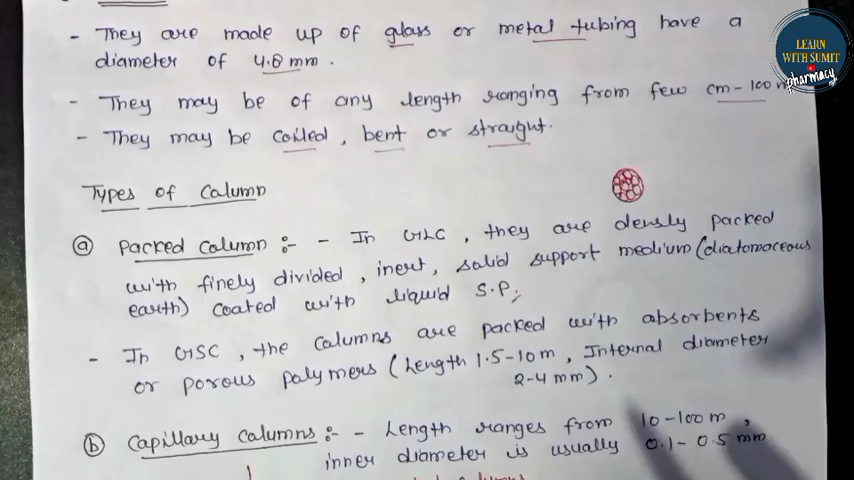 - They are made up of glass or metal tubing have a
diameter of 4.8 mm.
- They may be of any length ranging from few cm - 100 m
- They may be coiled, bent or straight.
Types of Column
ⓐ Packed column :- - In GLC, they are densly packed
with finely divided, inert, solid support medium (diatomaceous
earth) coated with liquid S.P;
- In GSC, the columns are packed with absorbents
or porous polymers (Length 1.5-10 m, Internal diameter
2-4 mm).
ⓑ Capillary columns :- - Length ranges from 10-100 m,
inner diameter is usually 0.1-0.5 mm
LEARN
WITH SUMIT
pharmacy